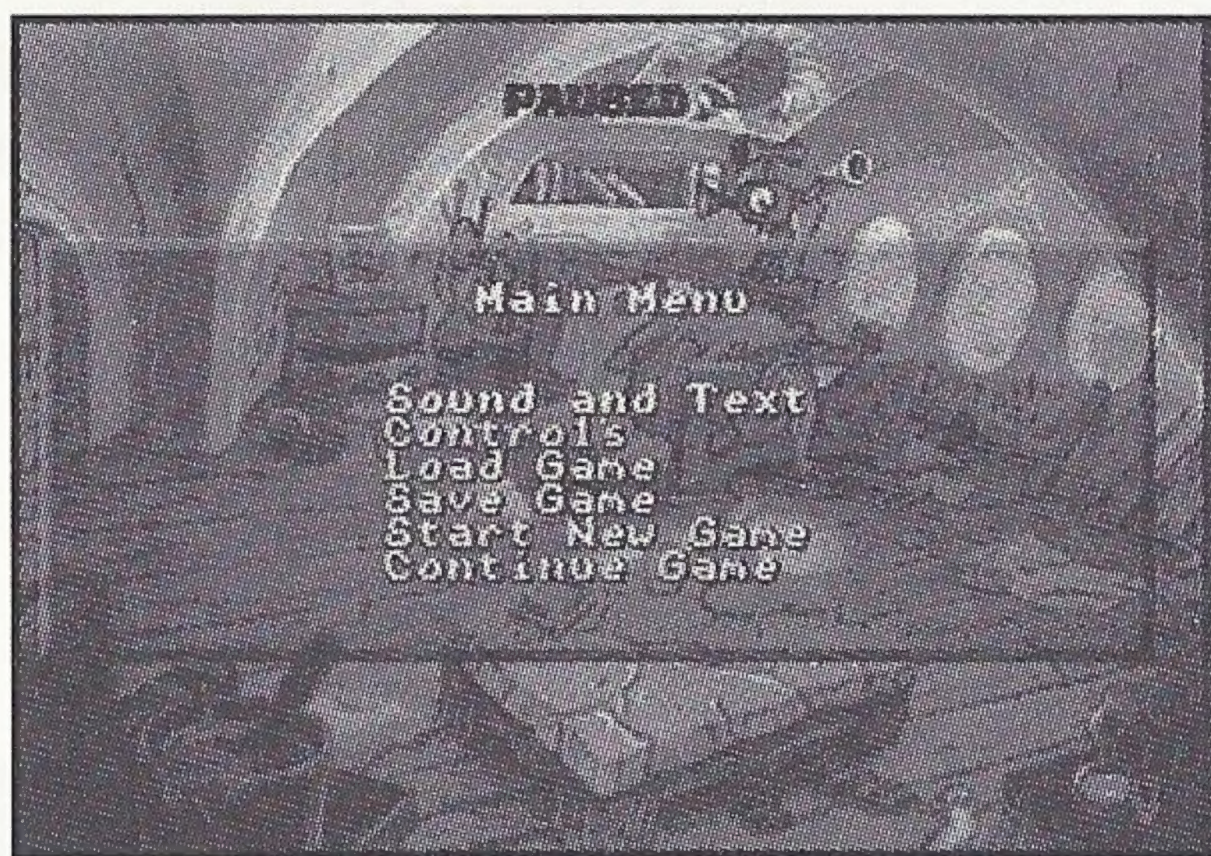 PAUSED
Main Menu
Sound and Text
Controls
Load Game
Save Game
Start New Game
Continue Game